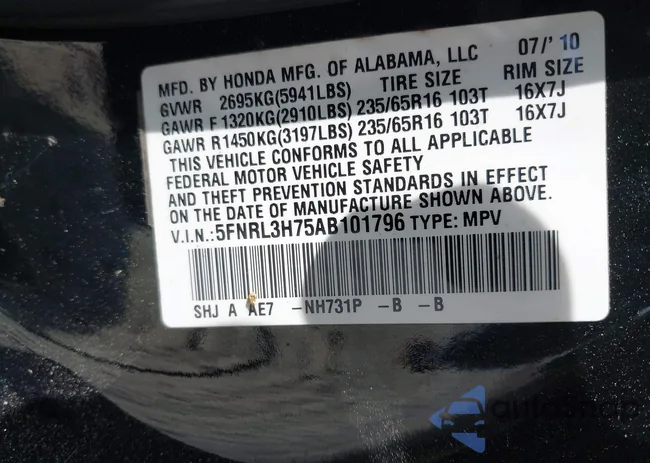 MFD. BY HONDA MFG. OF ALABAMA, LLC 07/'10
GVWR 2695KG(5941LBS) TIRE SIZE RIM SIZE
GAWR F 1320KG(2910LBS) 235/65R16 103T 16X7J
GAWR R1450KG(3197LBS) 235/65R16 103T 16X7J
THIS VEHICLE CONFORMS TO ALL APPLICABLE
FEDERAL MOTOR VEHICLE SAFETY
AND THEFT PREVENTION STANDARDS IN EFFECT
ON THE DATE OF MANUFACTURE SHOWN ABOVE.
V.I.N.:5FNRL3H75AB101796 TYPE: MPV
SHJ A AE7 -NH731P -B -B